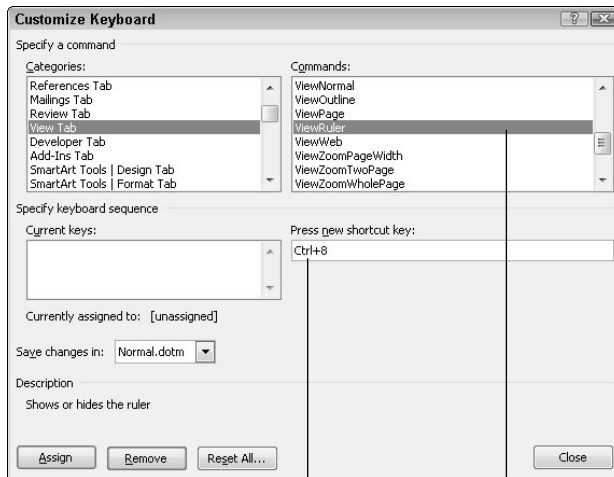 Customize Keyboard
Specify a command
Categories:
References Tab
Mailings Tab
Review Tab
View Tab
Developer Tab
Add-Ins Tab
SmartArt Tools | Design Tab
SmartArt Tools | Format Tab
Commands:
ViewNormal
ViewOutline
ViewPage
ViewRuler
ViewWeb
ViewZoomPageWidth
ViewZoomTwoPage
ViewZoomWholePage
Specify keyboard sequence
Current keys:
Press new shortcut key:
Ctrl+8
Currently assigned to: [unassigned]
Save changes in: Normal.dotm
Description
Shows or hides the ruler
Assign Remove Reset All... Close